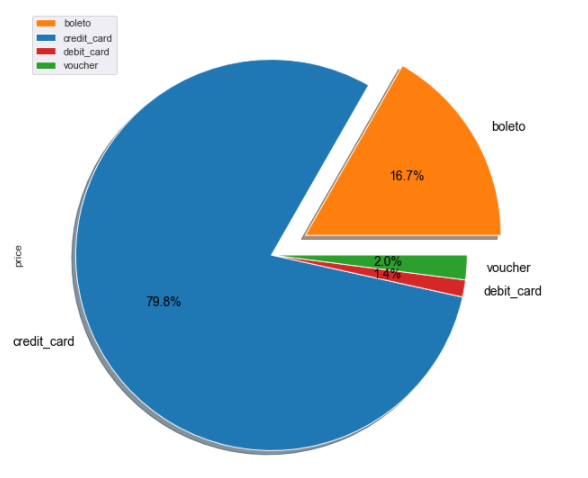 boleto
credit_card
debit_card
voucher
boleto
16.7%
price
2.0%
voucher
1.4%
debit_card
79.8%
credit_card